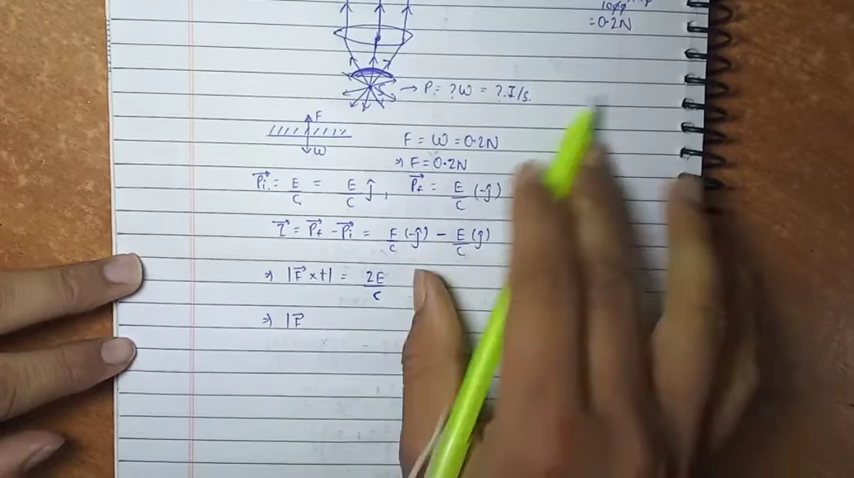 = 0.2N
→ P = ?W = ?J/s.
F
W
F = W = 0.2N
⇒ F = 0.2N
P⃗i = E/C = E/C ĵ, P⃗f = E/C (-ĵ)
= P⃗f - P⃗i = E/C (-ĵ) - E/C (ĵ)
⇒ |F⃗ × t| = 2E/C
⇒ |F⃗